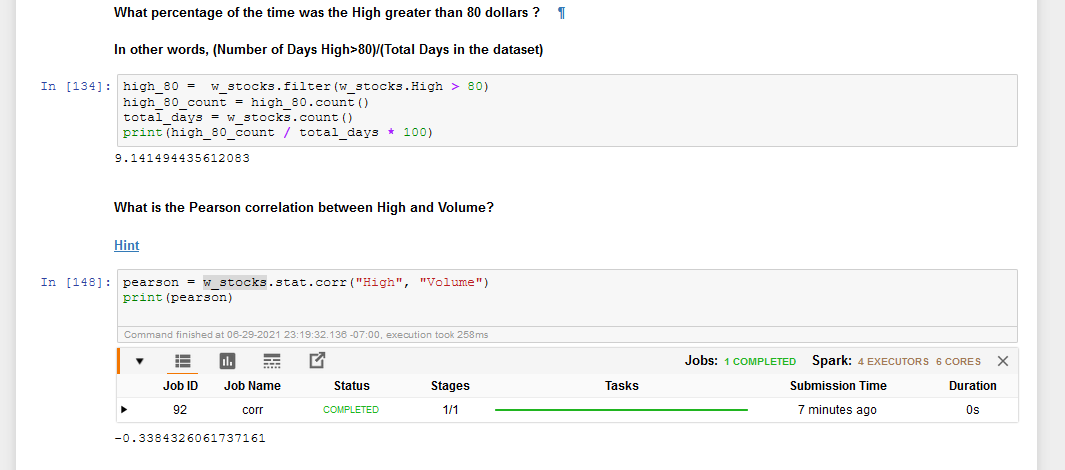 What percentage of the time was the High greater than 80 dollars ? ¶
In other words, (Number of Days High>80)/(Total Days in the dataset)
In [134]: high_80 =  w_stocks.filter(w_stocks.High > 80)
high_80_count = high_80.count()
total_days = w_stocks.count()
print(high_80_count / total_days * 100)
9.141494435612083
What is the Pearson correlation between High and Volume?
Hint
In [148]: pearson = w_stocks.stat.corr("High", "Volume")
print(pearson)
Command finished at 06-29-2021 23:19:32.136 -07:00, execution took 258ms
Jobs: 1 COMPLETED Spark: 4 EXECUTORS 6 CORES
Job ID Job Name Status Stages Tasks Submission Time Duration
92 corr COMPLETED 1/1 7 minutes ago 0s
-0.3384326061737161